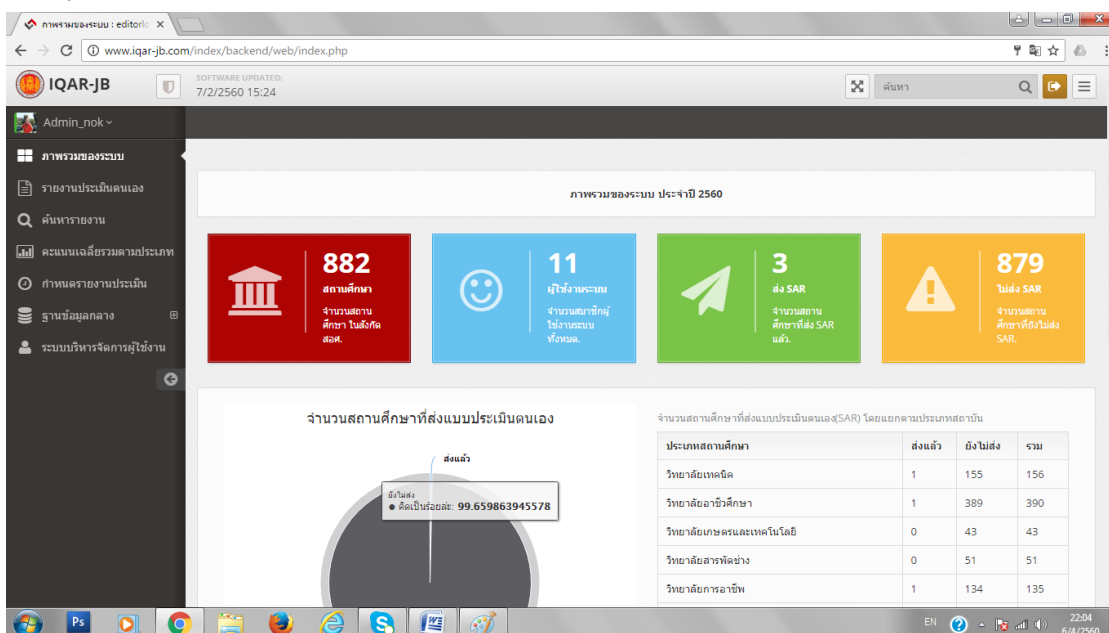 ภาพรวมของระบบ : editorlo
www.iqar-jb.com/index/backend/web/index.php
IQAR-JB
SOFTWARE UPDATED:
7/2/2560 15:24
ค้นหา
Admin_nok
ภาพรวมของระบบ
รายงานประเมินตนเอง
ค้นหารายงาน
คะแนนเฉลี่ยรวมตามประเภท
กำหนดรายงานประเมิน
ฐานข้อมูลกลาง
ระบบบริหารจัดการผู้ใช้งาน
ภาพรวมของระบบ ประจำปี 2560
882
สถานศึกษา
จำนวนสถาน
ศึกษา ในสังกัด
สอศ.
11
ผู้ใช้งานระบบ
จำนวนสมาชิกผู้
ใช้งานระบบ
ทั้งหมด.
3
ส่ง SAR
จำนวนสถาน
ศึกษาที่ส่ง SAR
แล้ว.
879
ไม่ส่ง SAR
จำนวนสถาน
ศึกษาที่ยังไม่ส่ง
SAR.
จำนวนสถานศึกษาที่ส่งแบบประเมินตนเอง
ส่งแล้ว
ยังไม่ส่ง
คิดเป็นร้อยละ: 99.659863945578
จำนวนสถานศึกษาที่ส่งแบบประเมินตนเอง(SAR) โดยแยกตามประเภทสถาบัน
ประเภทสถานศึกษา ส่งแล้ว ยังไม่ส่ง รวม
วิทยาลัยเทคนิค 1 155 156
วิทยาลัยอาชีวศึกษา 1 389 390
วิทยาลัยเกษตรและเทคโนโลยี 0 43 43
วิทยาลัยสารพัดช่าง 0 51 51
วิทยาลัยการอาชีพ 1 134 135
Ps
EN
22:04
6/4/2560